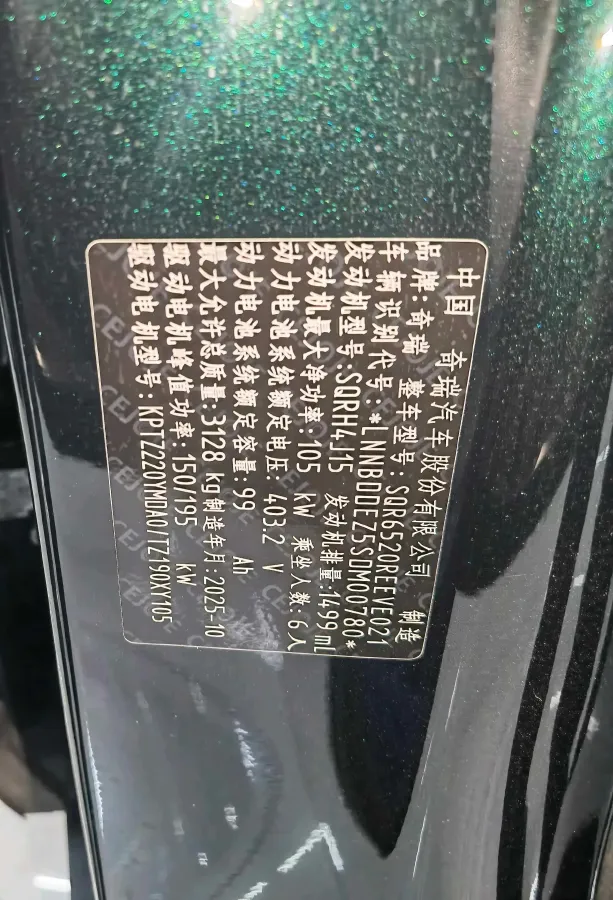 中国 奇瑞汽车股份有限公司 制造
品牌:奇瑞 整车型号:SQR6520REEYE021
车辆识别代号:*LNNBDDEZ5SDM00780*
发动机型号:SQRH4J15 发动机排量:1499mL
发动机最大净功率:105 kW 乘坐人数:6人
动力电池系统额定电压:403.2 V
动力电池系统额定容量:99 Ah
最大允许总质量:3128 kg 制造年月:2025-10
驱动电机峰值功率:150/195 kW
驱动电机型号:KPTZ220YMDA0/TZ190XY105